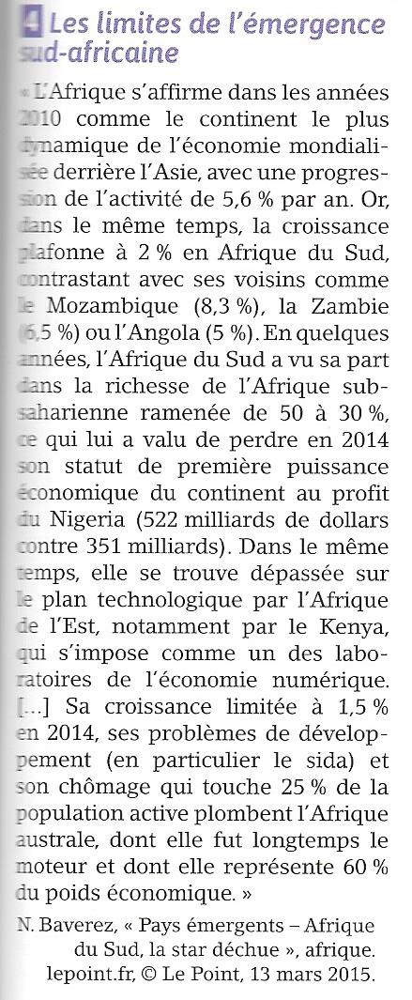 4 Les limites de l'émergence
sud-africaine
« L'Afrique s'affirme dans les années
2010 comme le continent le plus
dynamique de l'économie mondiali-
sée derrière l'Asie, avec une progres-
sion de l'activité de 5,6 % par an. Or,
dans le même temps, la croissance
plafonne à 2 % en Afrique du Sud,
contrastant avec ses voisins comme
le Mozambique (8,3 %), la Zambie
(6,5 %) ou l'Angola (5 %). En quelques
années, l'Afrique du Sud a vu sa part
dans la richesse de l'Afrique sub-
saharienne ramenée de 50 à 30 %,
ce qui lui a valu de perdre en 2014
son statut de première puissance
économique du continent au profit
du Nigeria (522 milliards de dollars
contre 351 milliards). Dans le même
temps, elle se trouve dépassée sur
le plan technologique par l'Afrique
de l'Est, notamment par le Kenya,
qui s'impose comme un des labo-
ratoires de l'économie numérique.
[...] Sa croissance limitée à 1,5 %
en 2014, ses problèmes de dévelop-
pement (en particulier le sida) et
son chômage qui touche 25 % de la
population active plombent l'Afrique
australe, dont elle fut longtemps le
moteur et dont elle représente 60 %
du poids économique. »
N. Baverez, « Pays émergents – Afrique
du Sud, la star déchue », afrique.
lepoint.fr, © Le Point, 13 mars 2015.